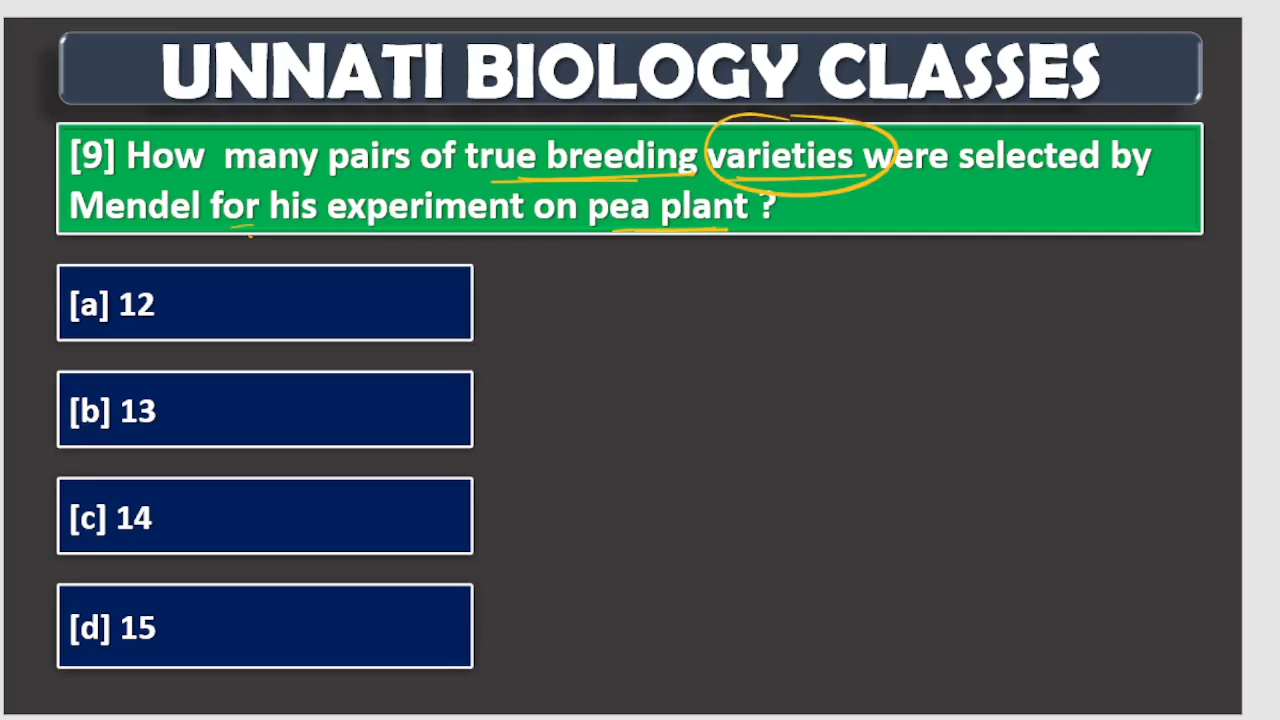 UNNATI BIOLOGY CLASSES
[9] How many pairs of true breeding varieties were selected by
Mendel for his experiment on pea plant ?
[a] 12
[b] 13
[c] 14
[d] 15